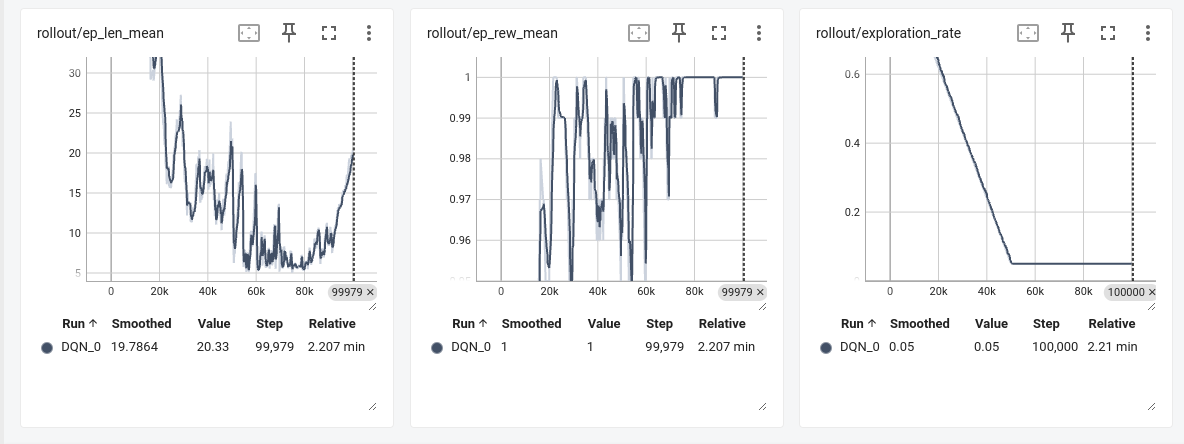 rollout/ep_len_mean
30
25
20
15
10
5
0 20k 40k 60k 80k 99979 ×
Run ↑ Smoothed Value Step Relative
DQN_0 19.7864 20.33 99,979 2.207 min
rollout/ep_rew_mean
1
0.99
0.98
0.97
0.96
0.95
0 20k 40k 60k 80k 99979 ×
Run ↑ Smoothed Value Step Relative
DQN_0 1 1 99,979 2.207 min
rollout/exploration_rate
0.6
0.4
0.2
0
0 20k 40k 60k 80k 100000 ×
Run ↑ Smoothed Value Step Relative
DQN_0 0.05 0.05 100,000 2.21 min